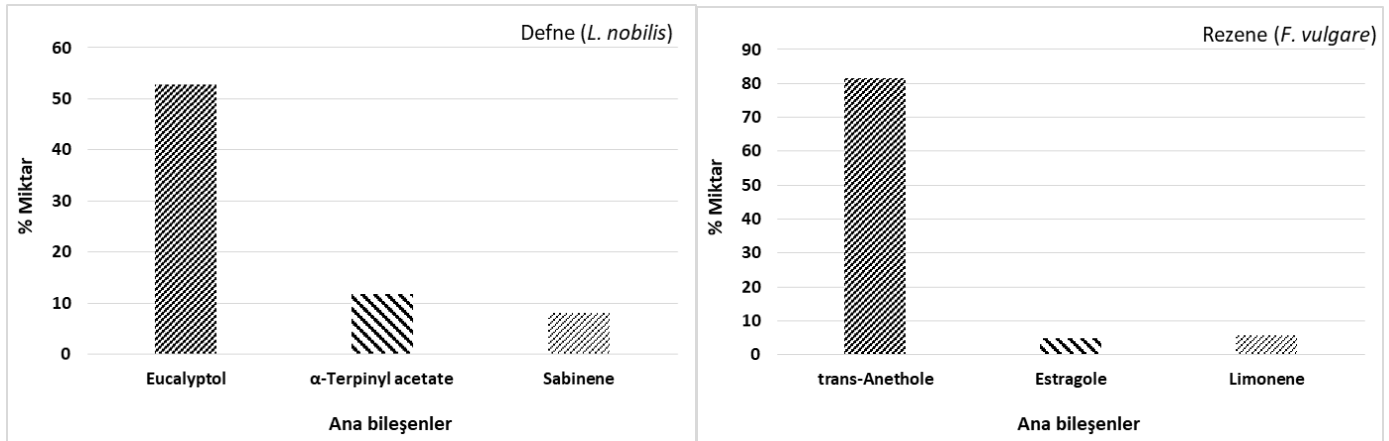 Defne (L. nobilis)
60
50
40
30
20
10
0
% Miktar
Eucalyptol
α-Terpinyl acetate
Sabinene
Ana bileşenler
Rezene (F. vulgare)
90
80
70
60
50
40
30
20
10
0
% Miktar
trans-Anethole
Estragole
Limonene
Ana bileşenler